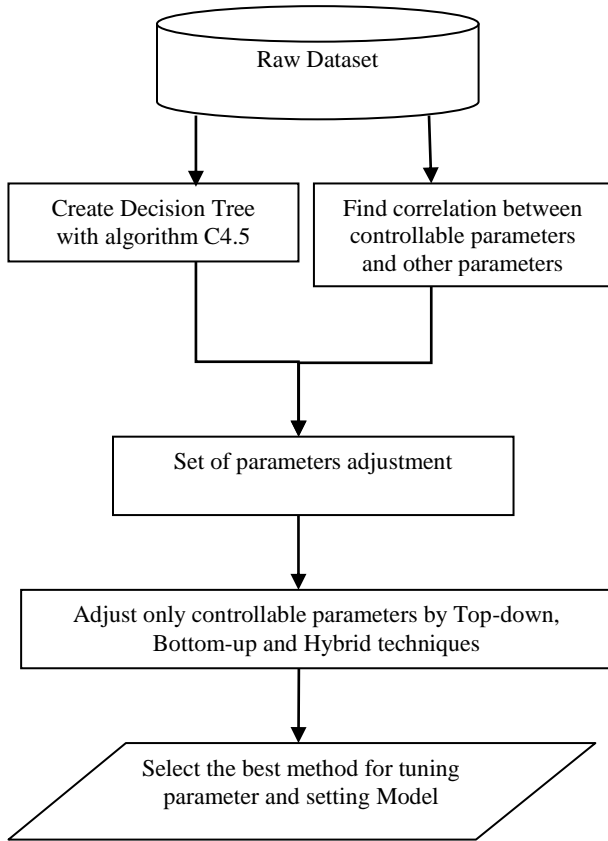 Raw Dataset
Create Decision Tree
with algorithm C4.5
Find correlation between
controllable parameters
and other parameters
Set of parameters adjustment
Adjust only controllable parameters by Top-down,
Bottom-up and Hybrid techniques
Select the best method for tuning
parameter and setting Model